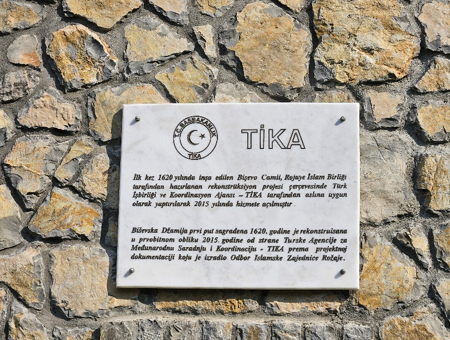 T.C. BAŞBAKANLIK
TİKA
TİKA
İlk kez 1620 yılında inşa edilen Bişevo Camii, Rojaye İslam Birliği
tarafından hazırlanan rekonstrüksiyon projesi çerçevesinde Türk
İşbirliği ve Koordinasyon Ajansı – TİKA tarafından aslına uygun
olarak yaptırılarak 2015 yılında hizmete açılmıştır
Biševska Džamija prvi put sagrađena 1620. godine je rekonstruisana
u prvobitnom obliku 2015. godine od strane Turske Agencije za
Međunarodnu Saradnju i Koordinaciju - TIKA prema projektnoj
dokumentaciji koju je izradio Odbor Islamske Zajednice Rožaje.